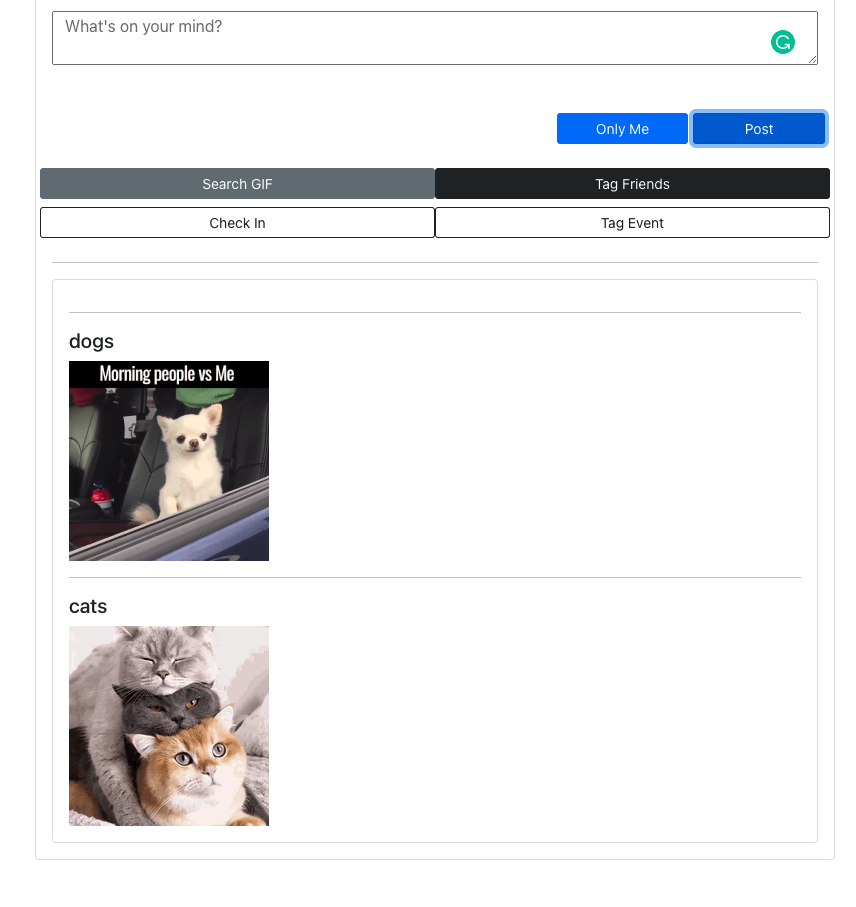 What's on your mind?
Only Me
Post
Search GIF
Tag Friends
Check In
Tag Event
dogs
Morning people vs Me
cats